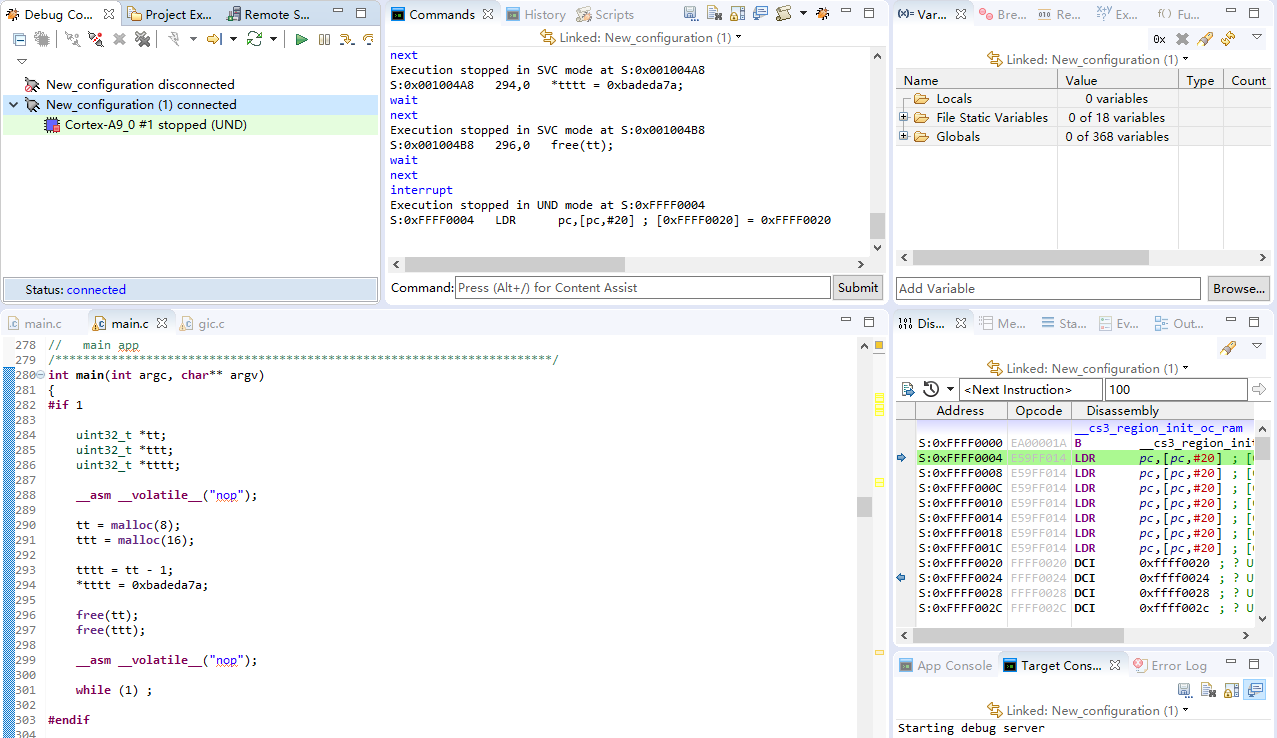 Debug Co... Project Ex... Remote S...
New_configuration disconnected
New_configuration (1) connected
Cortex-A9_0 #1 stopped (UND)
Status: connected
Commands History Scripts
Linked: New_configuration (1)
next
Execution stopped in SVC mode at S:0x001004A8
S:0x001004A8 294,0 *tttt = 0xbadeda7a;
wait
next
Execution stopped in SVC mode at S:0x001004B8
S:0x001004B8 296,0 free(tt);
wait
next
interrupt
Execution stopped in UND mode at S:0xFFFF0004
S:0xFFFF0004 LDR pc,[pc,#20] ; [0xFFFF0020] = 0xFFFF0020
Command: Press (Alt+/) for Content Assist Submit
(x)= Var... Bre... 010 Re... Ex... f() Fu...
0x
Linked: New_configuration (1)
Name Value Type Count
Locals 0 variables
File Static Variables 0 of 18 variables
Globals 0 of 368 variables
Add Variable Browse...
main.c main.c gic.c
278 // main app
279 /***********************************************************************/
280 int main(int argc, char** argv)
281 {
282 #if 1
283
284 uint32_t *tt;
285 uint32_t *ttt;
286 uint32_t *tttt;
287
288 __asm __volatile__("nop");
289
290 tt = malloc(8);
291 ttt = malloc(16);
292
293 tttt = tt - 1;
294 *tttt = 0xbadeda7a;
295
296 free(tt);
297 free(ttt);
298
299 __asm __volatile__("nop");
300
301 while (1) ;
302
303 #endif
304
Dis... Me... Sta... Ev... Out...
Linked: New_configuration (1)
<Next Instruction> 100
Address Opcode Disassembly
__cs3_region_init_oc_ram
S:0xFFFF0000 EA00001A B __cs3_region_init
S:0xFFFF0004 E59FF014 LDR pc,[pc,#20] ; [
S:0xFFFF0008 E59FF014 LDR pc,[pc,#20] ; [
S:0xFFFF000C E59FF014 LDR pc,[pc,#20] ; [
S:0xFFFF0010 E59FF014 LDR pc,[pc,#20] ; [
S:0xFFFF0014 E59FF014 LDR pc,[pc,#20] ; [
S:0xFFFF0018 E59FF014 LDR pc,[pc,#20] ; [
S:0xFFFF001C E59FF014 LDR pc,[pc,#20] ; [
S:0xFFFF0020 FFFF0020 DCI 0xffff0020 ; ? U
S:0xFFFF0024 FFFF0024 DCI 0xffff0024 ; ? U
S:0xFFFF0028 FFFF0028 DCI 0xffff0028 ; ? U
S:0xFFFF002C FFFF002C DCI 0xffff002c ; ? U
App Console Target Cons... Error Log
Linked: New_configuration (1)
Starting debug server